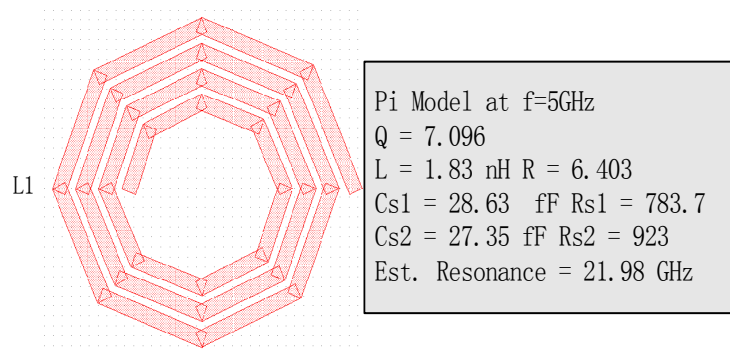 L1
Pi Model at f=5GHz
Q = 7.096
L = 1.83 nH R = 6.403
Cs1 = 28.63 fF Rs1 = 783.7
Cs2 = 27.35 fF Rs2 = 923
Est. Resonance = 21.98 GHz